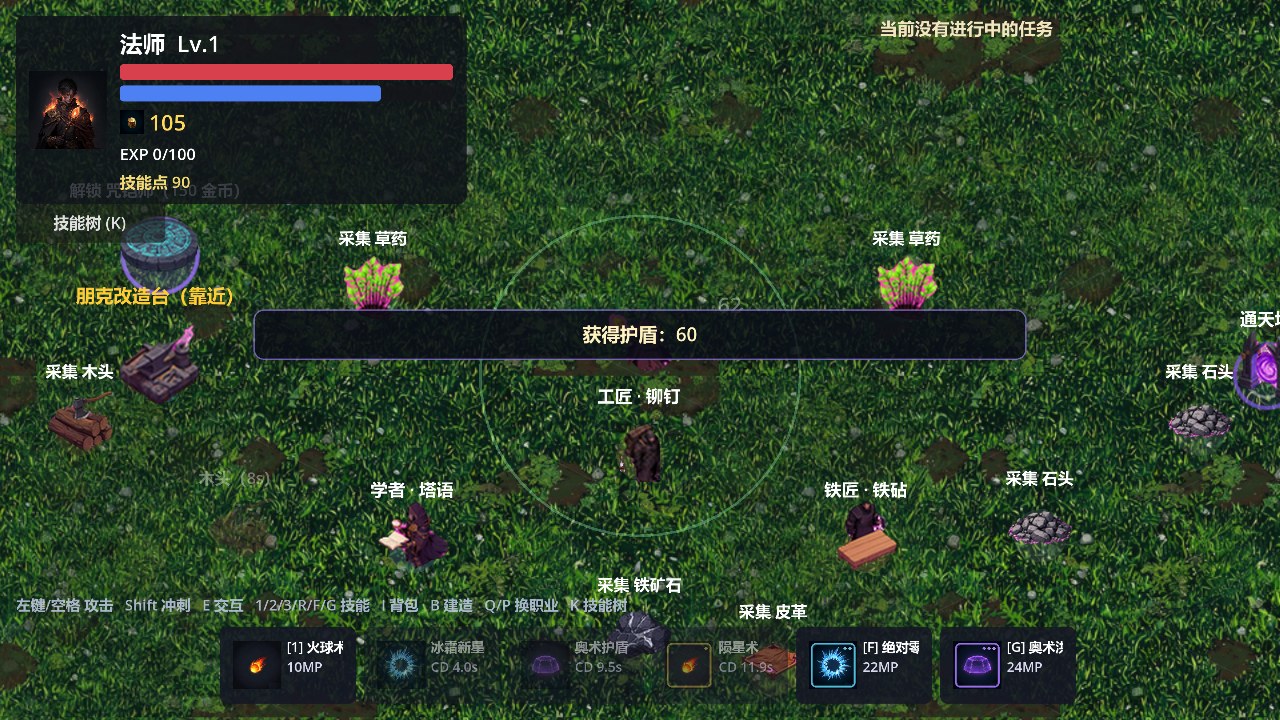 法师 Lv.1
105
EXP 0/100
技能点 90
技能树 (K)
当前没有进行中的任务
采集 草药
采集 草药
朋克改造台（靠近）
获得护盾：60
62
通天
采集 木头
采集 石头
工匠 · 铆钉
木头 (8s)
学者 · 塔语
铁匠 · 铁砧
采集 石头
采集 铁矿石
采集 皮革
左键/空格 攻击 Shift 冲刺 E 交互 1/2/3/R/F/G 技能 I 背包 B 建造 Q/P 换职业 K 技能树
[1] 火球术
10MP
冰霜新星
CD 4.0s
奥术护盾
CD 9.5s
陨星术
CD 11.9s
[F] 绝对零
22MP
[G] 奥术
24MP